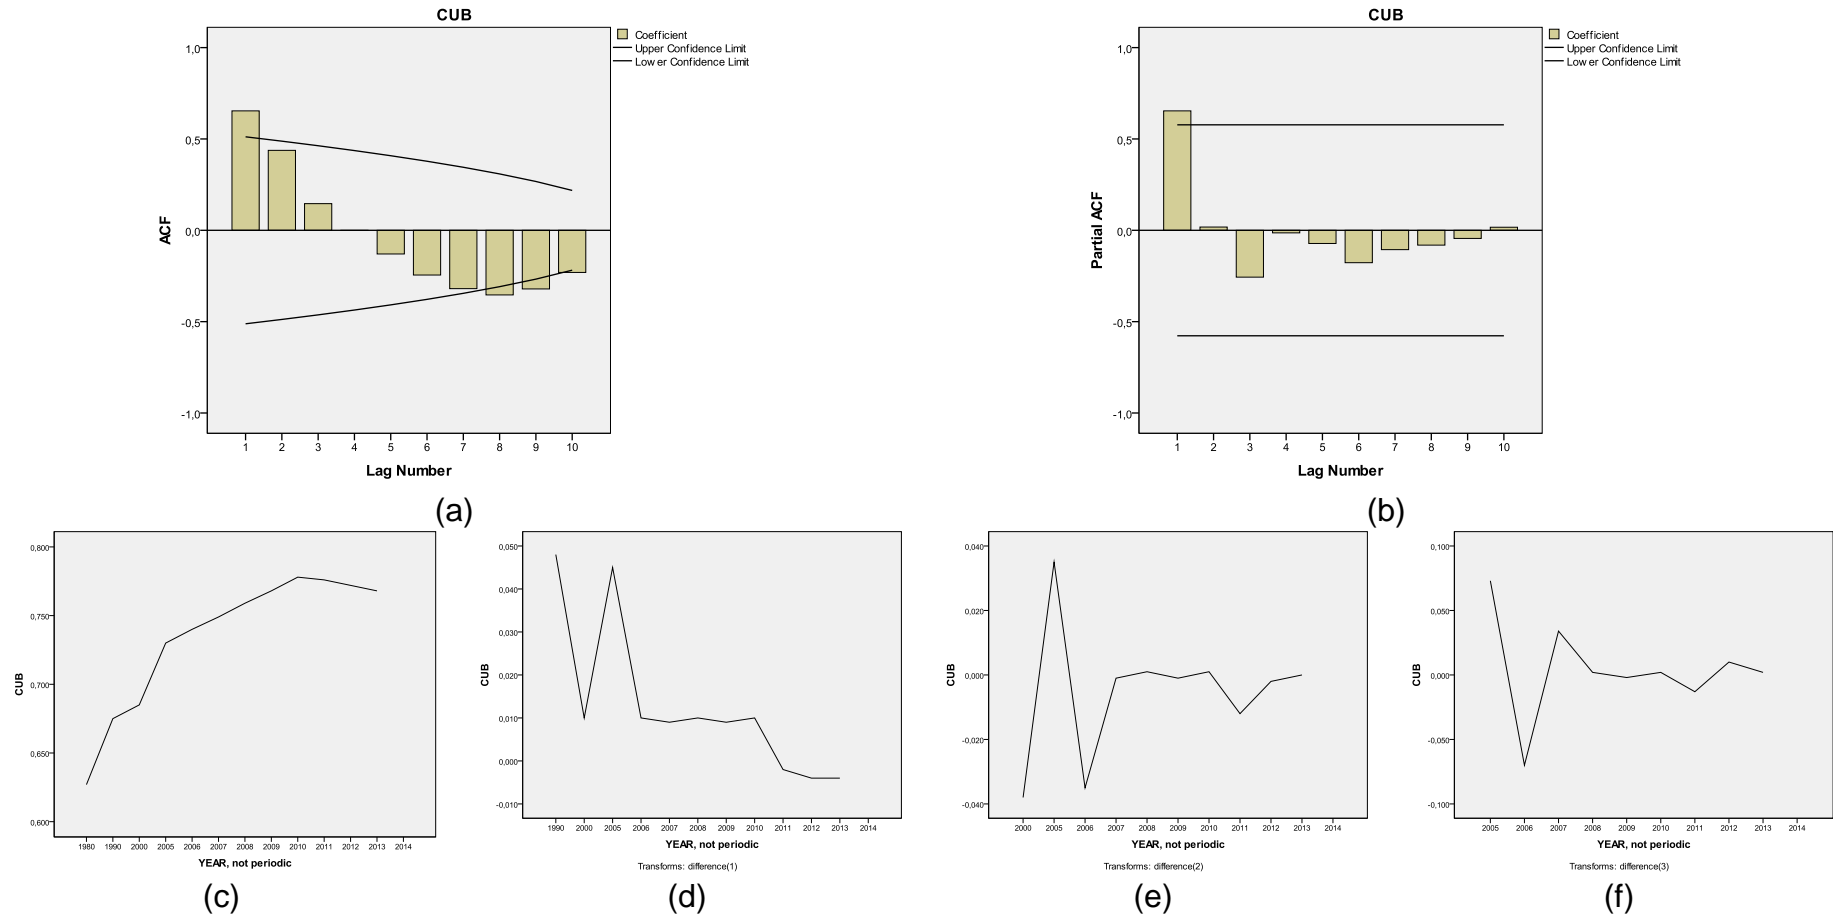 CUB
Coefficient
Upper Confidence Limit
Lower Confidence Limit
1,0
0,5
0,0
-0,5
-1,0
ACF
1 2 3 4 5 6 7 8 9 10
Lag Number
(a)
CUB
Coefficient
Upper Confidence Limit
Lower Confidence Limit
1,0
0,5
0,0
-0,5
-1,0
Partial ACF
1 2 3 4 5 6 7 8 9 10
Lag Number
(b)
0,800
0,750
0,700
0,650
0,600
CUB
1980 1990 2000 2005 2006 2007 2008 2009 2010 2011 2012 2013 2014
YEAR, not periodic
(c)
0,050
0,040
0,030
0,020
0,010
0,000
-0,010
CUB
1990 2000 2005 2006 2007 2008 2009 2010 2011 2012 2013 2014
YEAR, not periodic
Transforms: difference(1)
(d)
0,040
0,020
0,000
-0,020
-0,040
CUB
2000 2005 2006 2007 2008 2009 2010 2011 2012 2013 2014
YEAR, not periodic
Transforms: difference(2)
(e)
0,100
0,050
0,000
-0,050
-0,100
CUB
2005 2006 2007 2008 2009 2010 2011 2012 2013 2014
YEAR, not periodic
Transforms: difference(3)
(f)